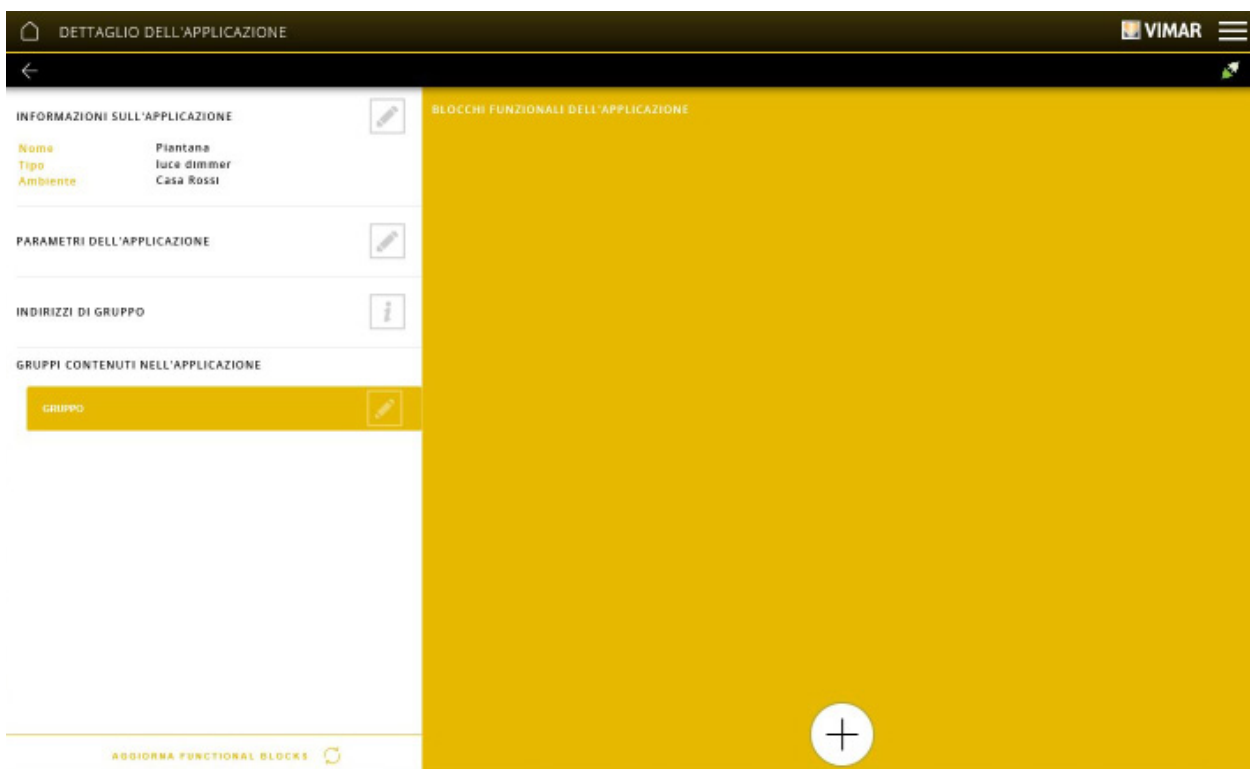 DETTAGLIO DELL'APPLICAZIONE
VIMAR
INFORMAZIONI SULL'APPLICAZIONE
Nome Piantana
Tipo luce dimmer
Ambiente Casa Rossi
PARAMETRI DELL'APPLICAZIONE
INDIRIZZI DI GRUPPO
i
GRUPPI CONTENUTI NELL'APPLICAZIONE
GRUPPO
AGGIORNA FUNCTIONAL BLOCKS
BLOCCHI FUNZIONALI DELL'APPLICAZIONE